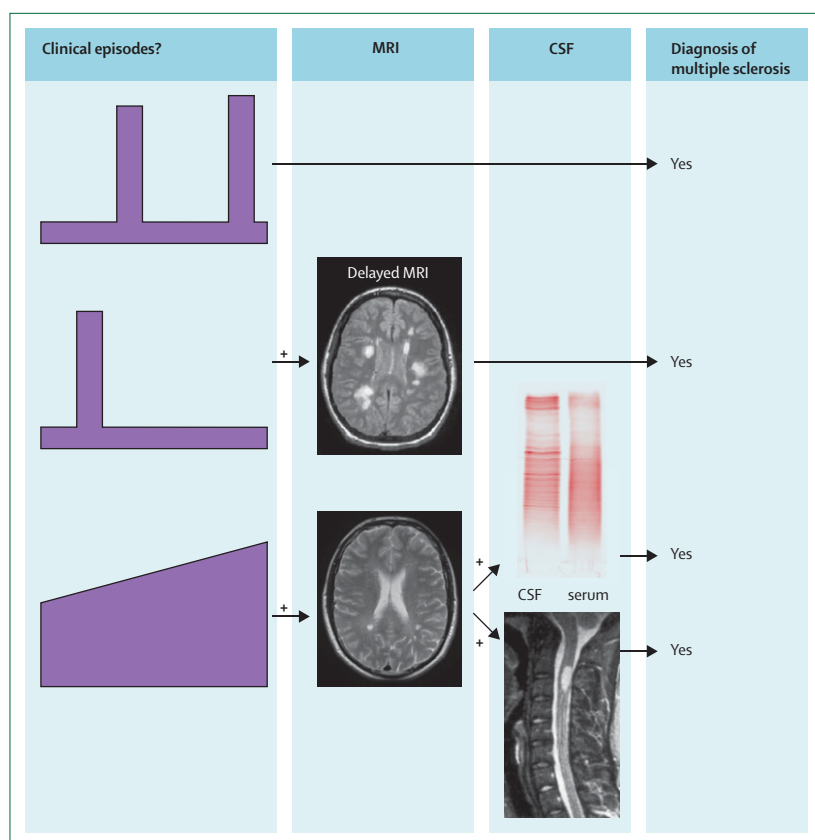 Clinical episodes?
MRI
CSF
Diagnosis of
multiple sclerosis
Yes
Delayed MRI
+
Yes
+
+
Yes
CSF
serum
+
Yes